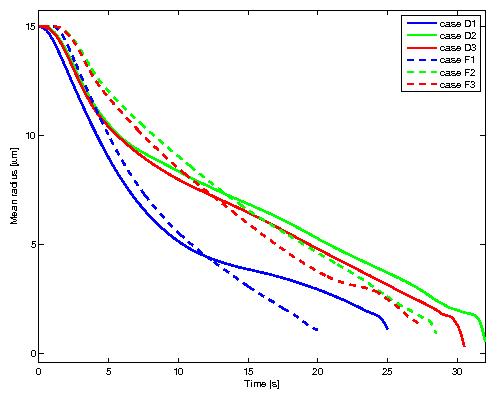 case D1
case D2
case D3
case F1
case F2
case F3
15
10
5
0
Mean radius [µm]
0 5 10 15 20 25 30 32
Time [s]